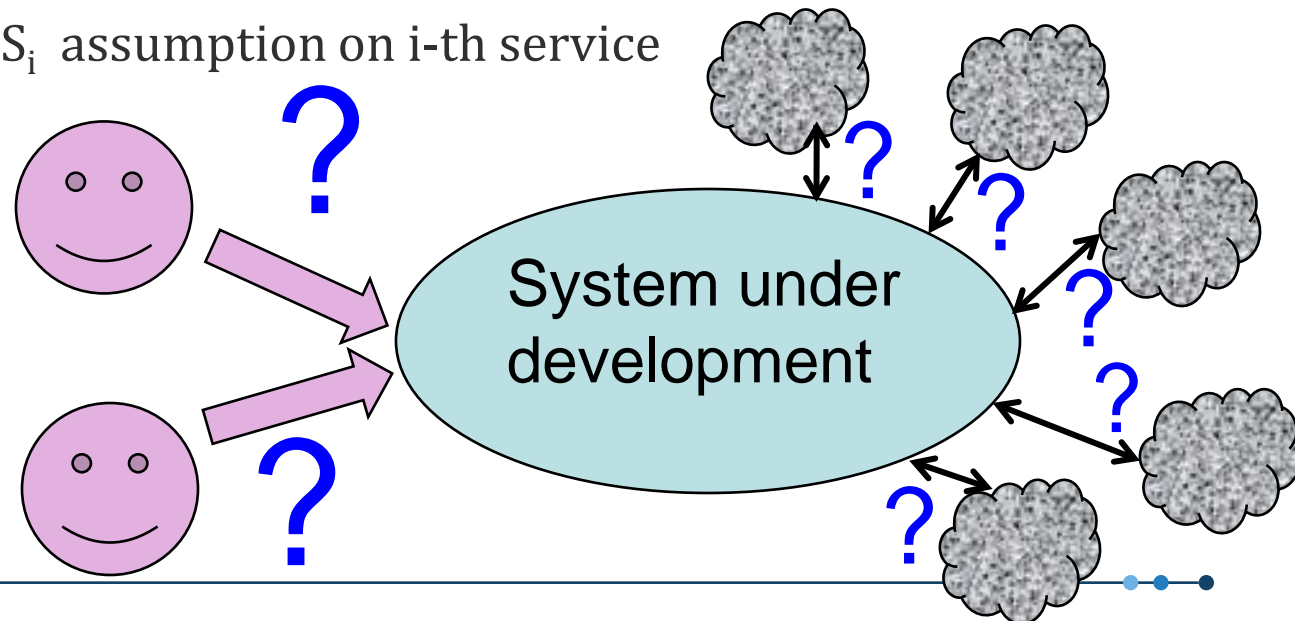 Sᵢ assumption on i-th service
?
?
?
?
System under
?
development
?
?
?